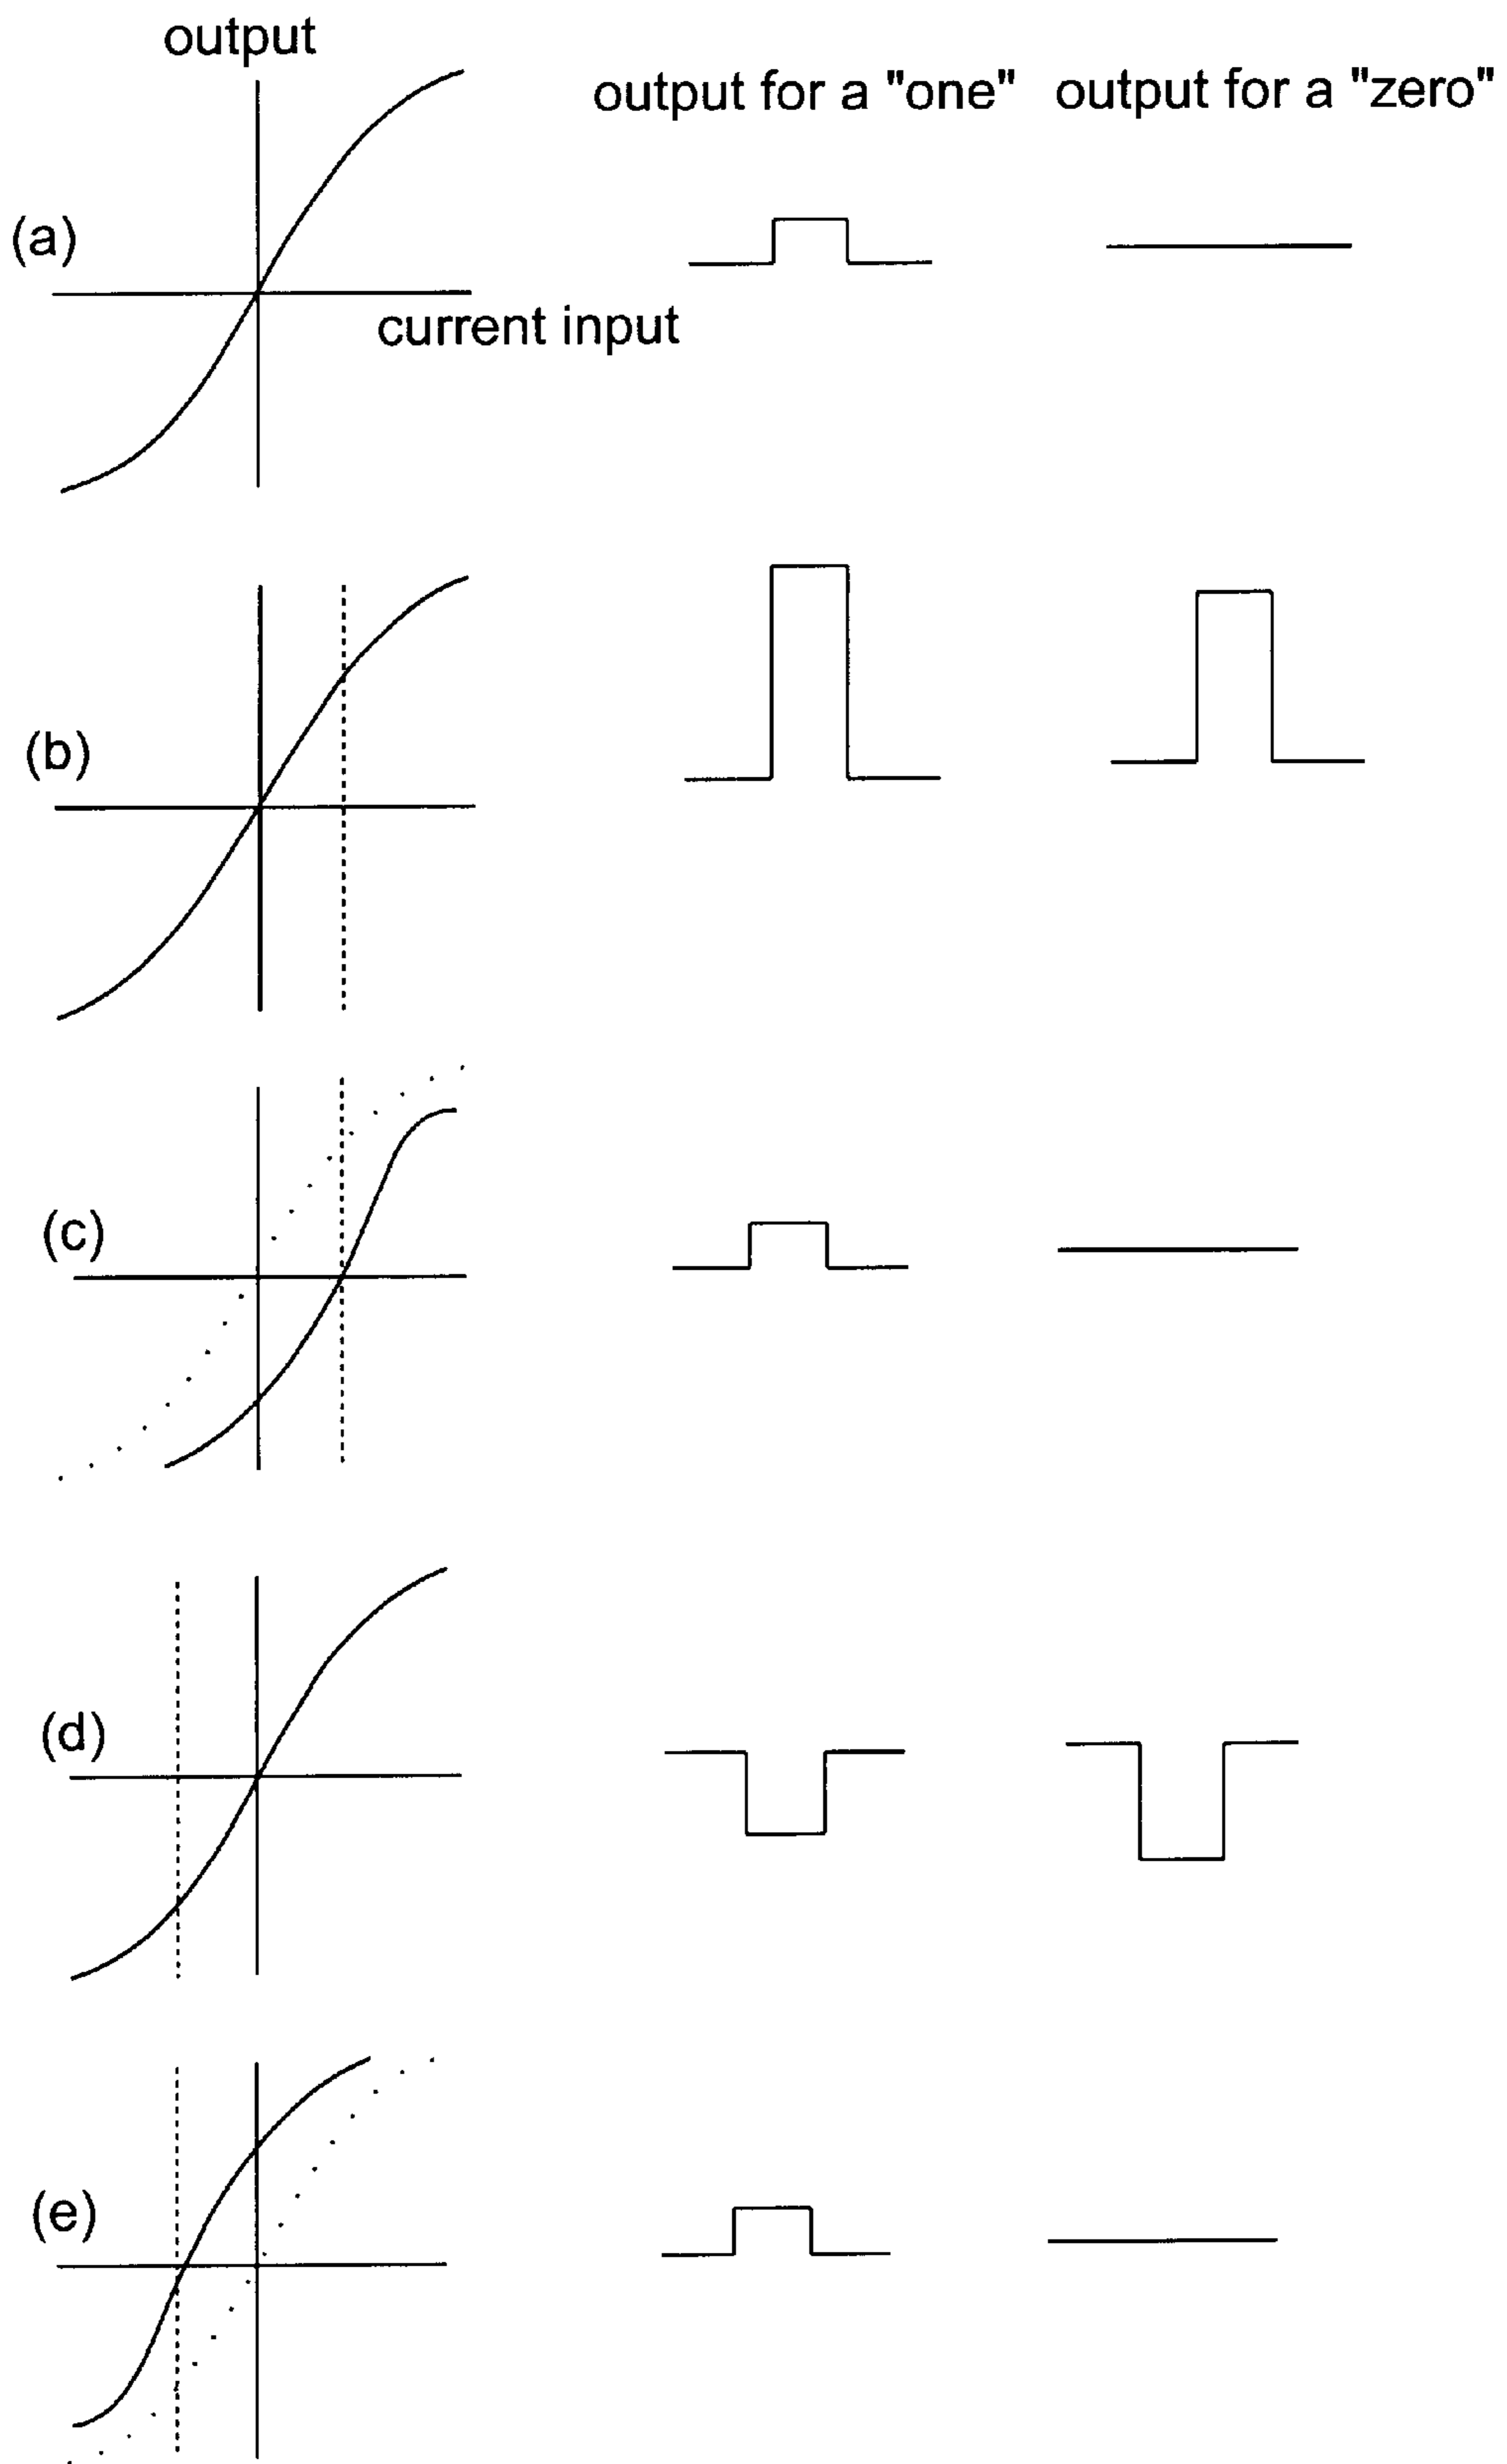 output
output for a "one" output for a "zero"
(a)
current input
(b)
(c)
(d)
(e)